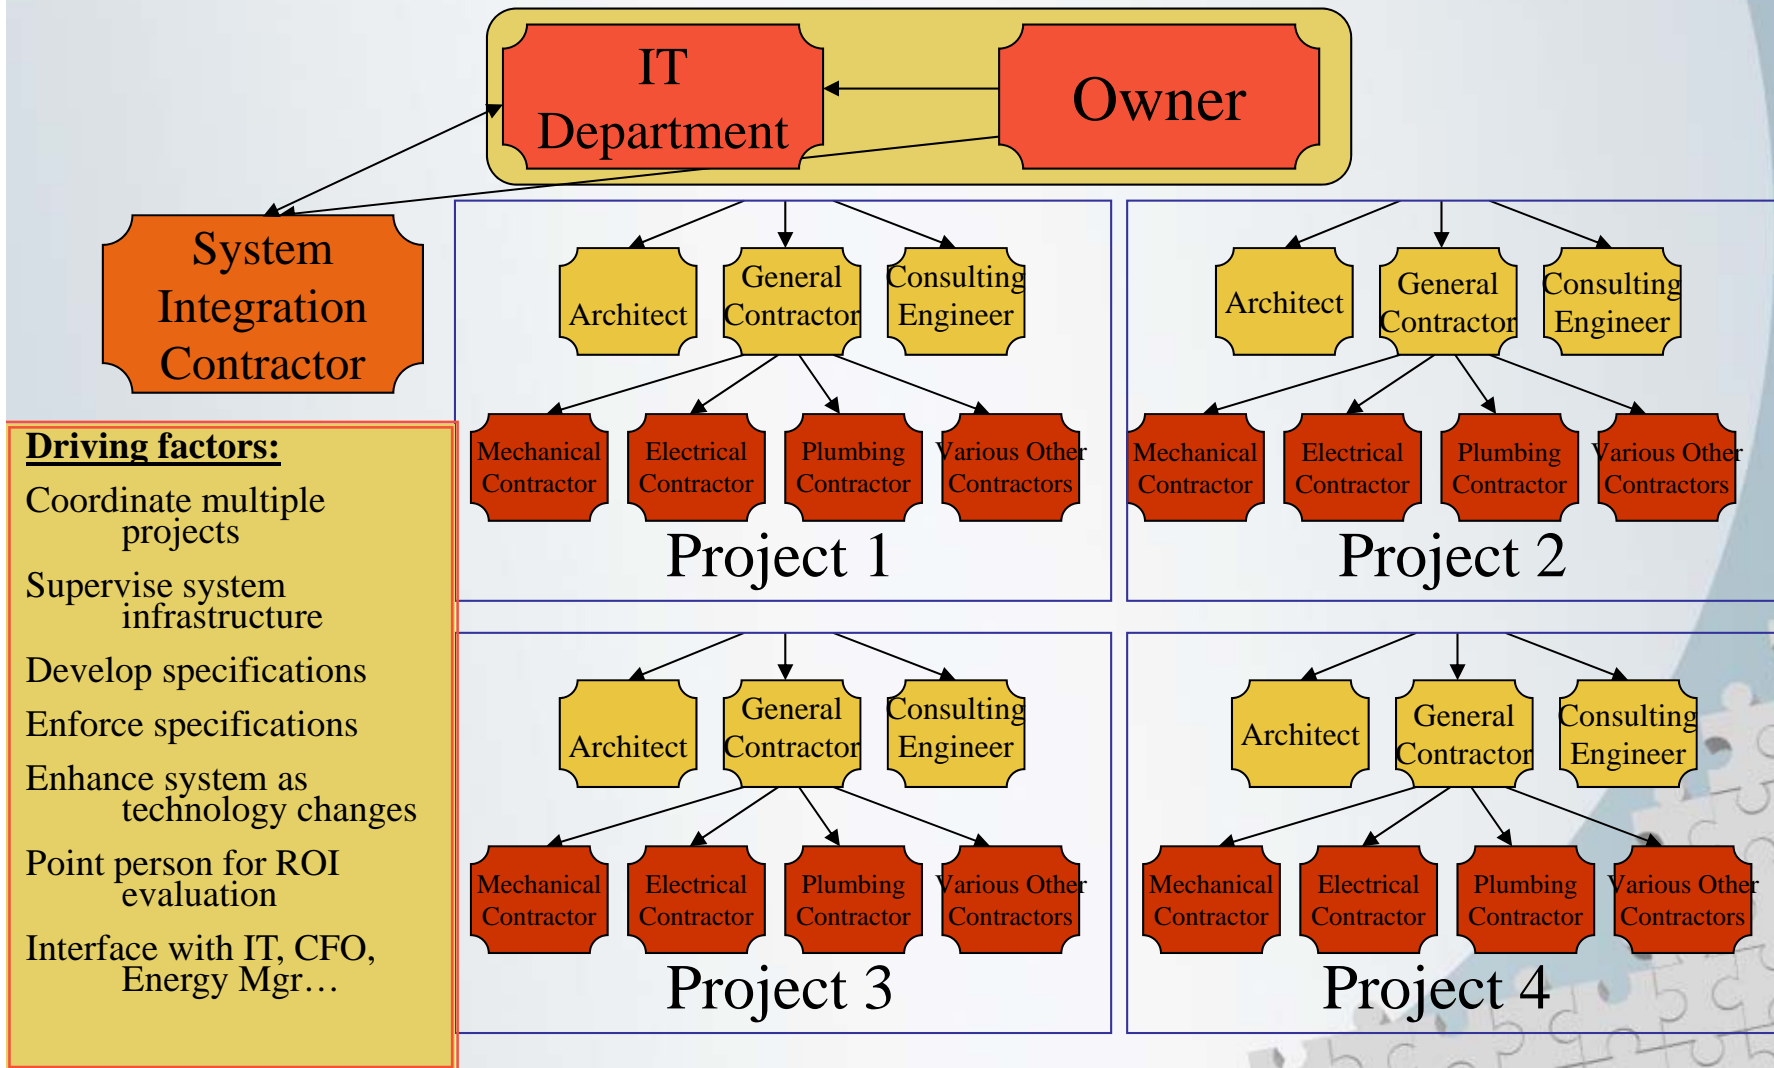 IT
Department
Owner
System
Integration
Contractor
Architect
General
Contractor
Consulting
Engineer
Mechanical
Contractor
Electrical
Contractor
Plumbing
Contractor
Various Other
Contractors
Project 1
Architect
General
Contractor
Consulting
Engineer
Mechanical
Contractor
Electrical
Contractor
Plumbing
Contractor
Various Other
Contractors
Project 2
Driving factors:
Coordinate multiple
projects
Supervise system
infrastructure
Develop specifications
Enforce specifications
Enhance system as
technology changes
Point person for ROI
evaluation
Interface with IT, CFO,
Energy Mgr…
Architect
General
Contractor
Consulting
Engineer
Mechanical
Contractor
Electrical
Contractor
Plumbing
Contractor
Various Other
Contractors
Project 3
Architect
General
Contractor
Consulting
Engineer
Mechanical
Contractor
Electrical
Contractor
Plumbing
Contractor
Various Other
Contractors
Project 4